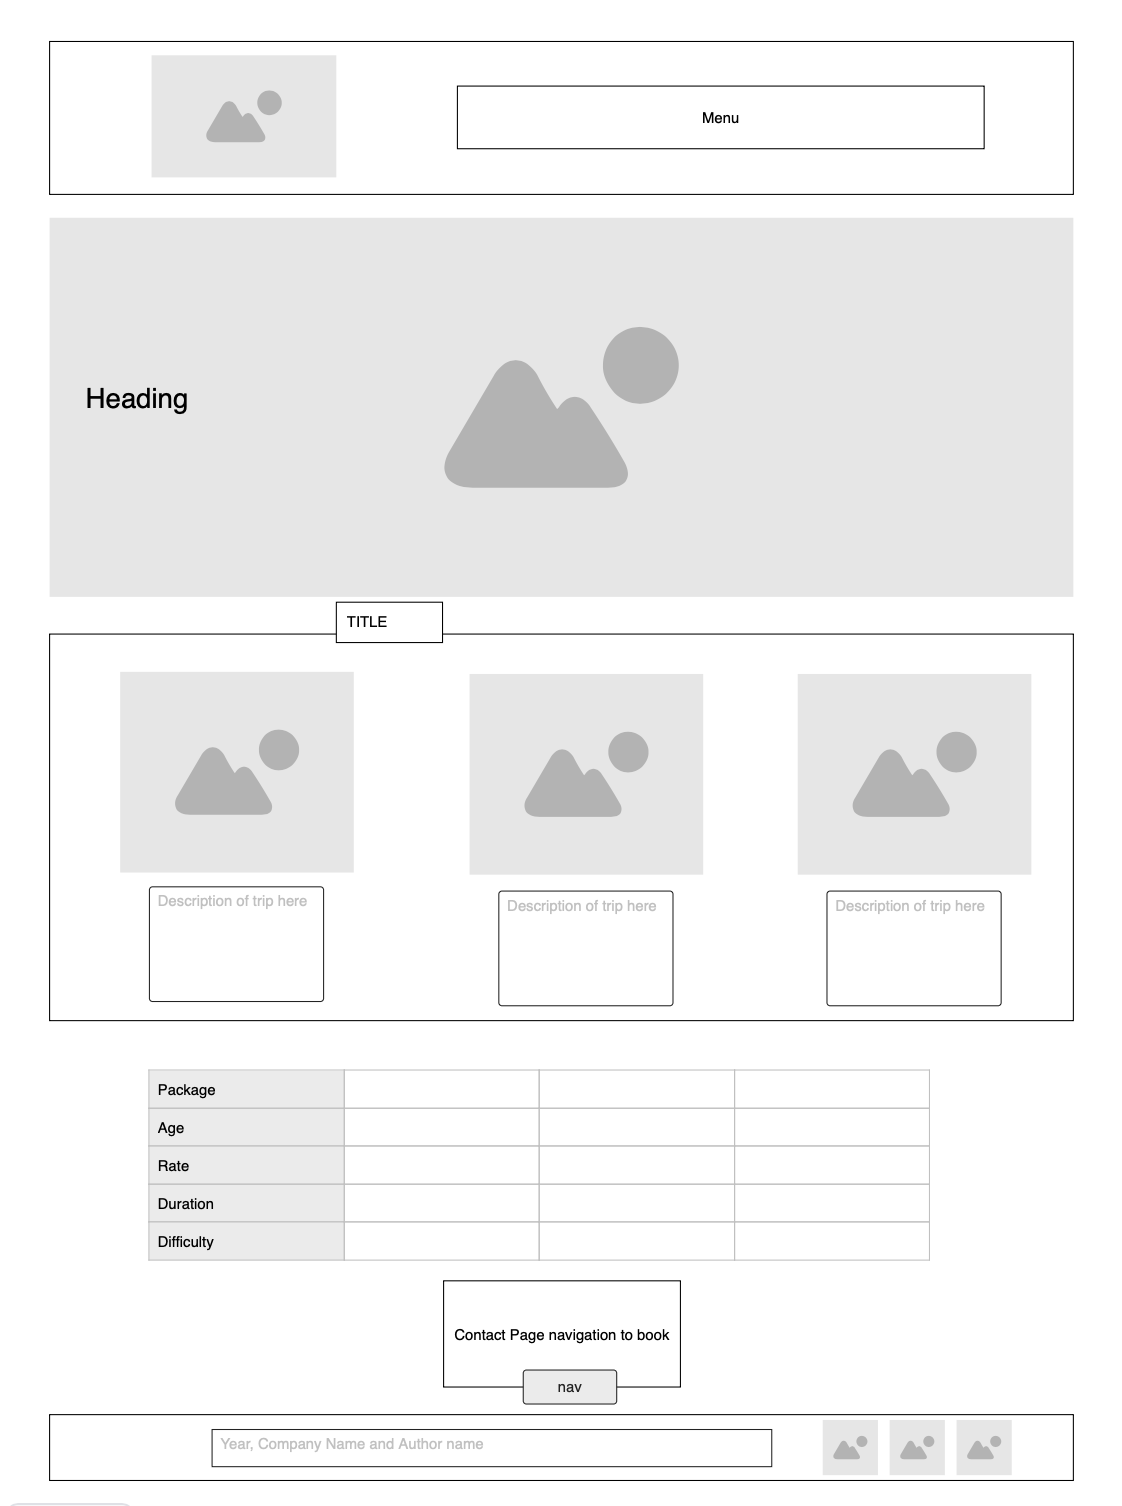 Menu
Heading
TITLE
Description of trip here
Description of trip here
Description of trip here
Package
Age
Rate
Duration
Difficulty
Contact Page navigation to book
nav
Year, Company Name and Author name